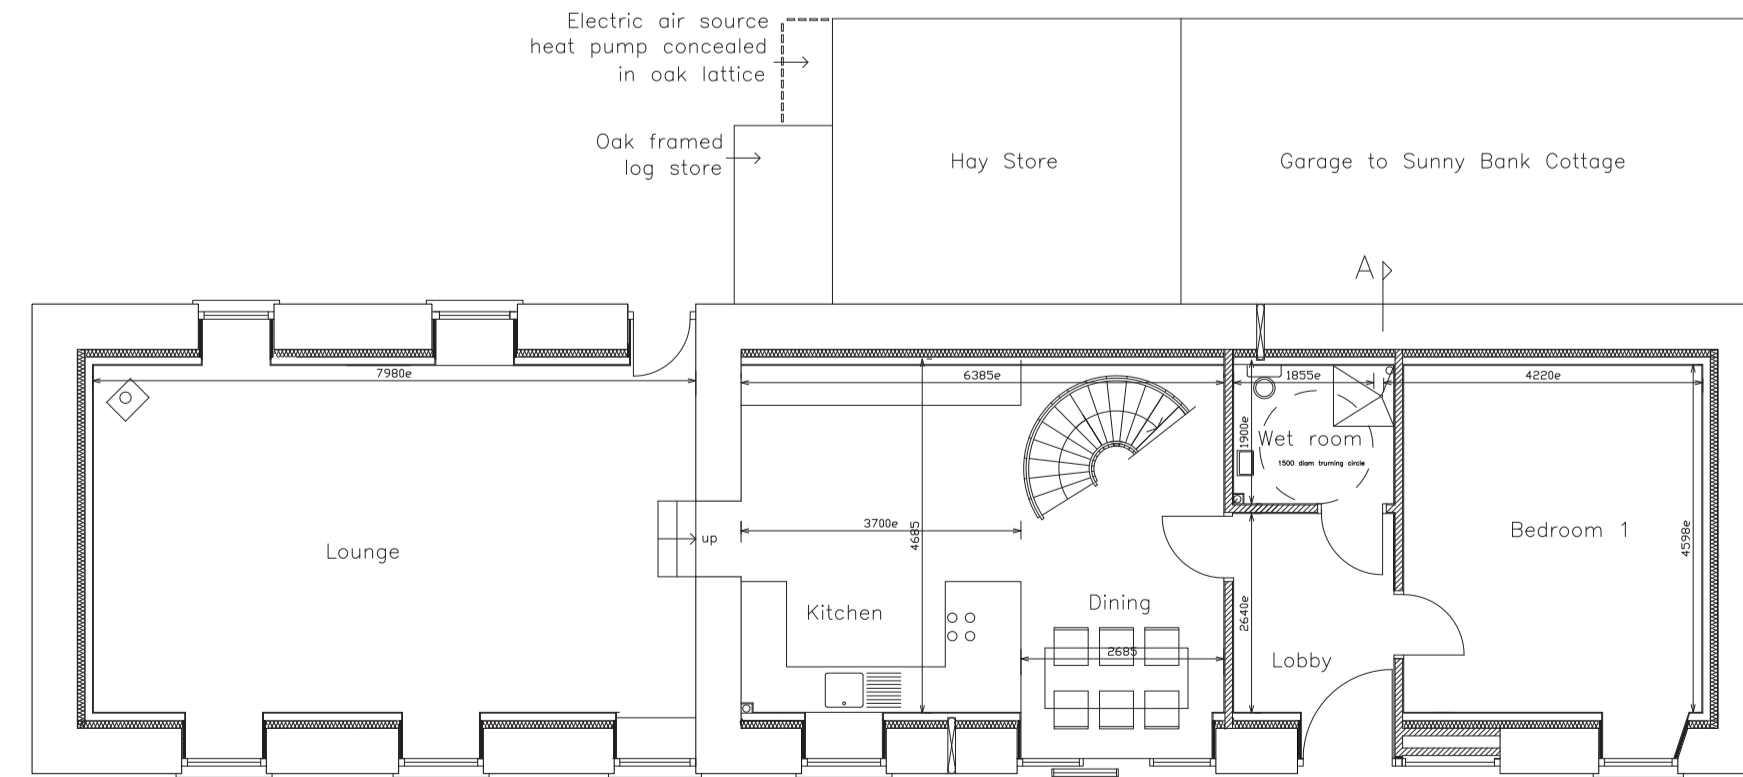 Electric air source
heat pump concealed
in oak lattice
Oak framed
log store
Hay Store
Garage to Sunny Bank Cottage
A
7980e
6385e
1855e
4220e
1900e
Wet room
1500 diam truming circle
3700e
4685
up
Lounge
Bedroom 1
4598e
Kitchen
Dining
2640e
2685
Lobby